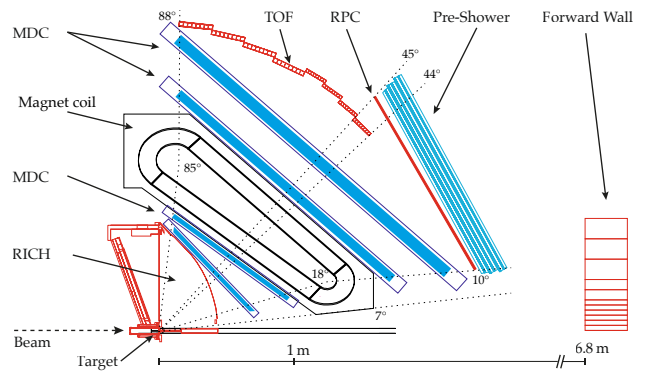 88°
TOF
RPC
Pre-Shower
Forward Wall
MDC
45°
44°
Magnet coil
85°
MDC
RICH
18°
10°
7°
Beam
Target
1 m
6.8 m